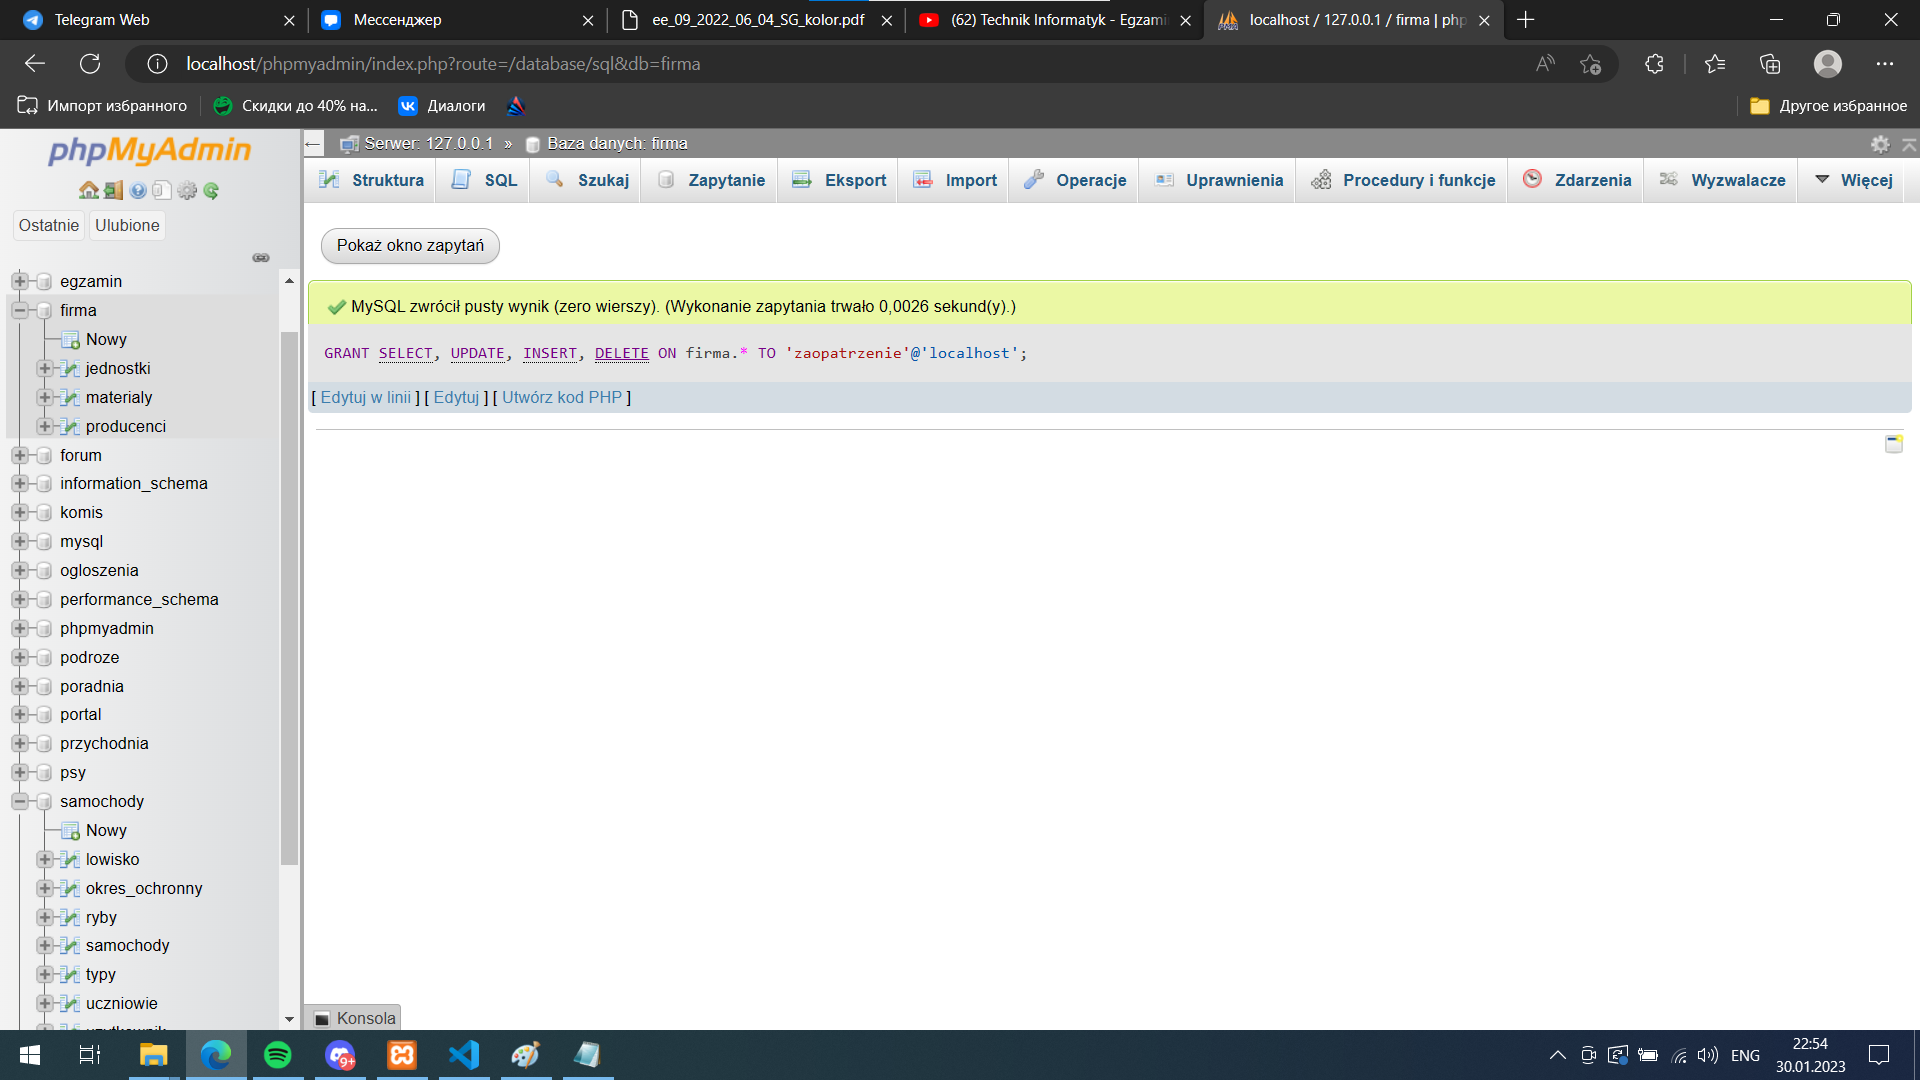 Telegram Web
Мессенджер
ee_09_2022_06_04_SG_kolor.pdf
(62) Technik Informatyk - Egzami
localhost / 127.0.0.1 / firma | php
localhost/phpmyadmin/index.php?route=/database/sql&db=firma
Импорт избранного
Скидки до 40% на...
Диалоги
Другое избранное
phpMyAdmin
Ostatnie
Ulubione
egzamin
firma
Nowy
jednostki
materialy
producenci
forum
information_schema
komis
mysql
ogloszenia
performance_schema
phpmyadmin
podroze
poradnia
portal
przychodnia
psy
samochody
Nowy
lowisko
okres_ochronny
ryby
samochody
typy
uczniowie
Serwer: 127.0.0.1 » Baza danych: firma
Struktura
SQL
Szukaj
Zapytanie
Eksport
Import
Operacje
Uprawnienia
Procedury i funkcje
Zdarzenia
Wyzwalacze
Więcej
Pokaż okno zapytań
MySQL zwrócił pusty wynik (zero wierszy). (Wykonanie zapytania trwało 0,0026 sekund(y).)
GRANT SELECT, UPDATE, INSERT, DELETE ON firma.* TO 'zaopatrzenie'@'localhost';
[ Edytuj w linii ] [ Edytuj ] [ Utwórz kod PHP ]
Konsola
9+
ENG
22:54
30.01.2023